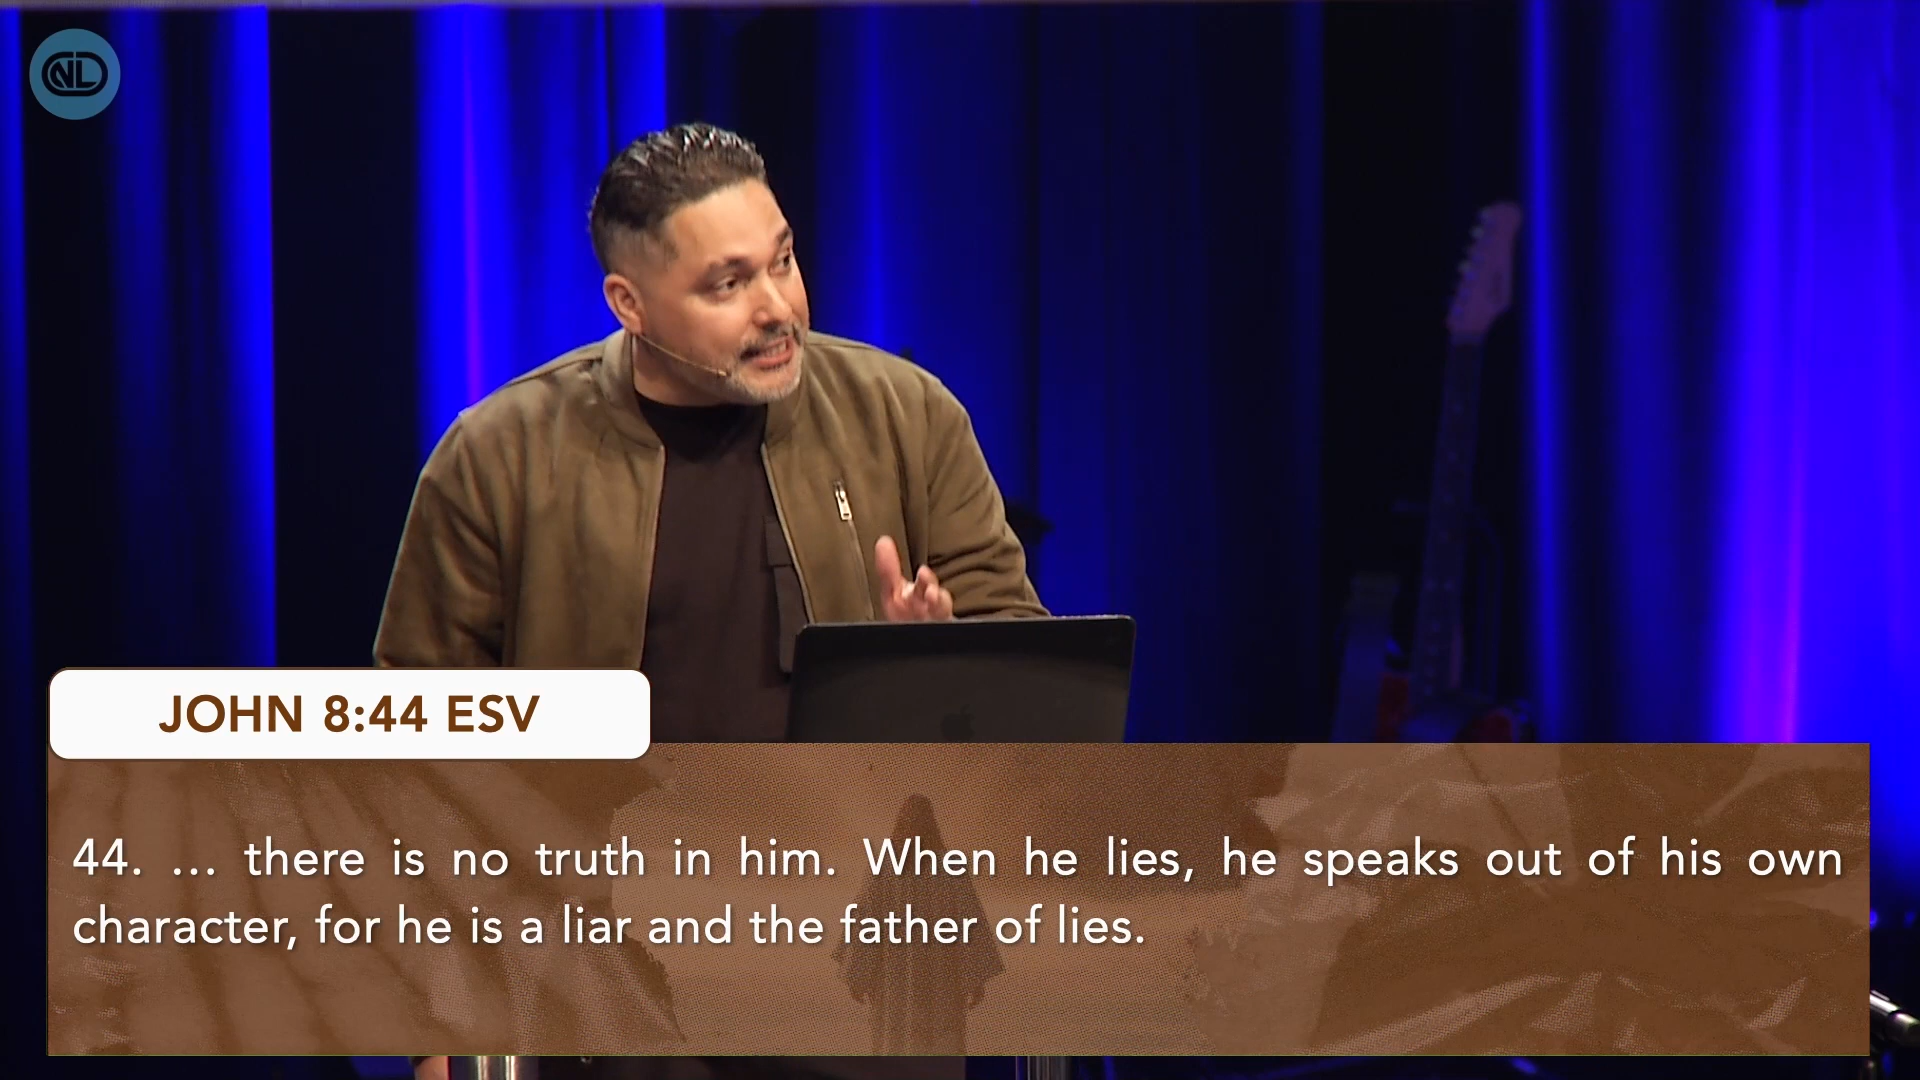 NL
JOHN 8:44 ESV
44. ... there is no truth in him. When he lies, he speaks out of his own
character, for he is a liar and the father of lies.